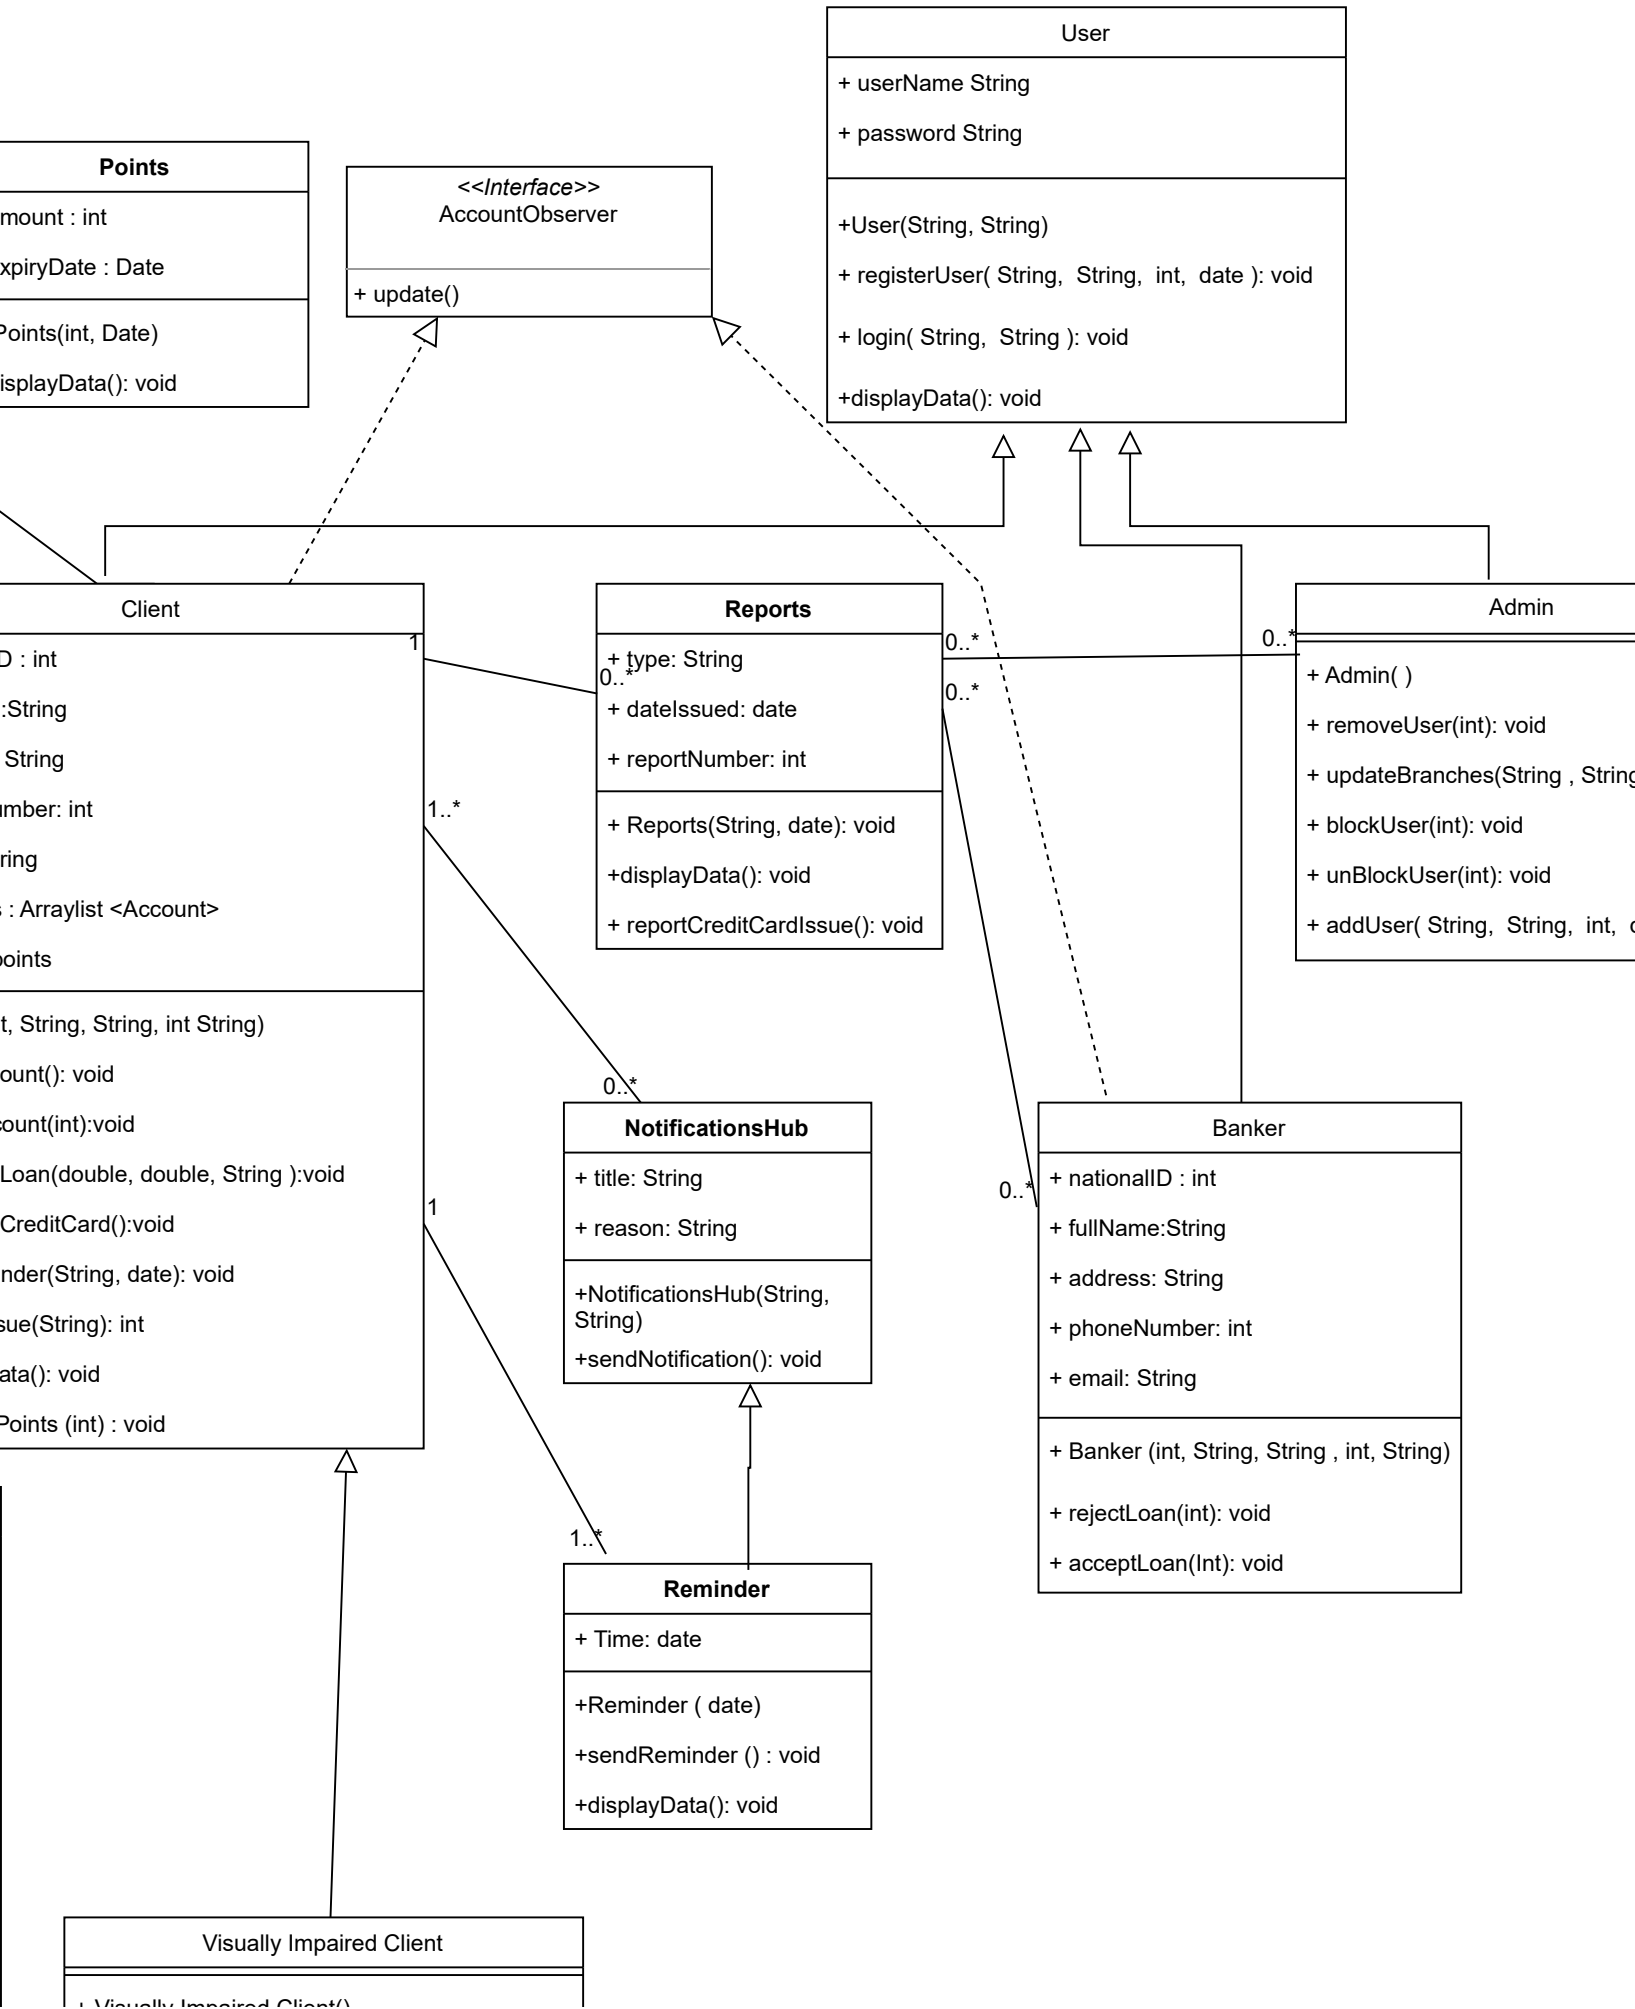 User
+ userName String
+ password String
+User(String, String)
+ registerUser( String, String, int, date ): void
+ login( String, String ): void
+displayData(): void
Points
mount : int
xpiryDate : Date
Points(int, Date)
isplayData(): void
<<Interface>>
AccountObserver
+ update()
Client
D : int
:String
String
umber: int
ring
s : Arraylist <Account>
points
t, String, String, int String)
ount(): void
count(int):void
Loan(double, double, String ):void
CreditCard():void
nder(String, date): void
sue(String): int
ata(): void
Points (int) : void
1
0..*
1..*
0..*
1
1..*
Reports
+ type: String
+ dateIssued: date
+ reportNumber: int
+ Reports(String, date): void
+displayData(): void
+ reportCreditCardIssue(): void
0..*
0..*
0..*
0..*
Admin
+ Admin( )
+ removeUser(int): void
+ updateBranches(String , String
+ blockUser(int): void
+ unBlockUser(int): void
+ addUser( String, String, int,
NotificationsHub
+ title: String
+ reason: String
+NotificationsHub(String,
String)
+sendNotification(): void
Banker
+ nationalID : int
+ fullName:String
+ address: String
+ phoneNumber: int
+ email: String
+ Banker (int, String, String , int, String)
+ rejectLoan(int): void
+ acceptLoan(Int): void
Reminder
+ Time: date
+Reminder ( date)
+sendReminder () : void
+displayData(): void
Visually Impaired Client
+ Visually Impaired Client()